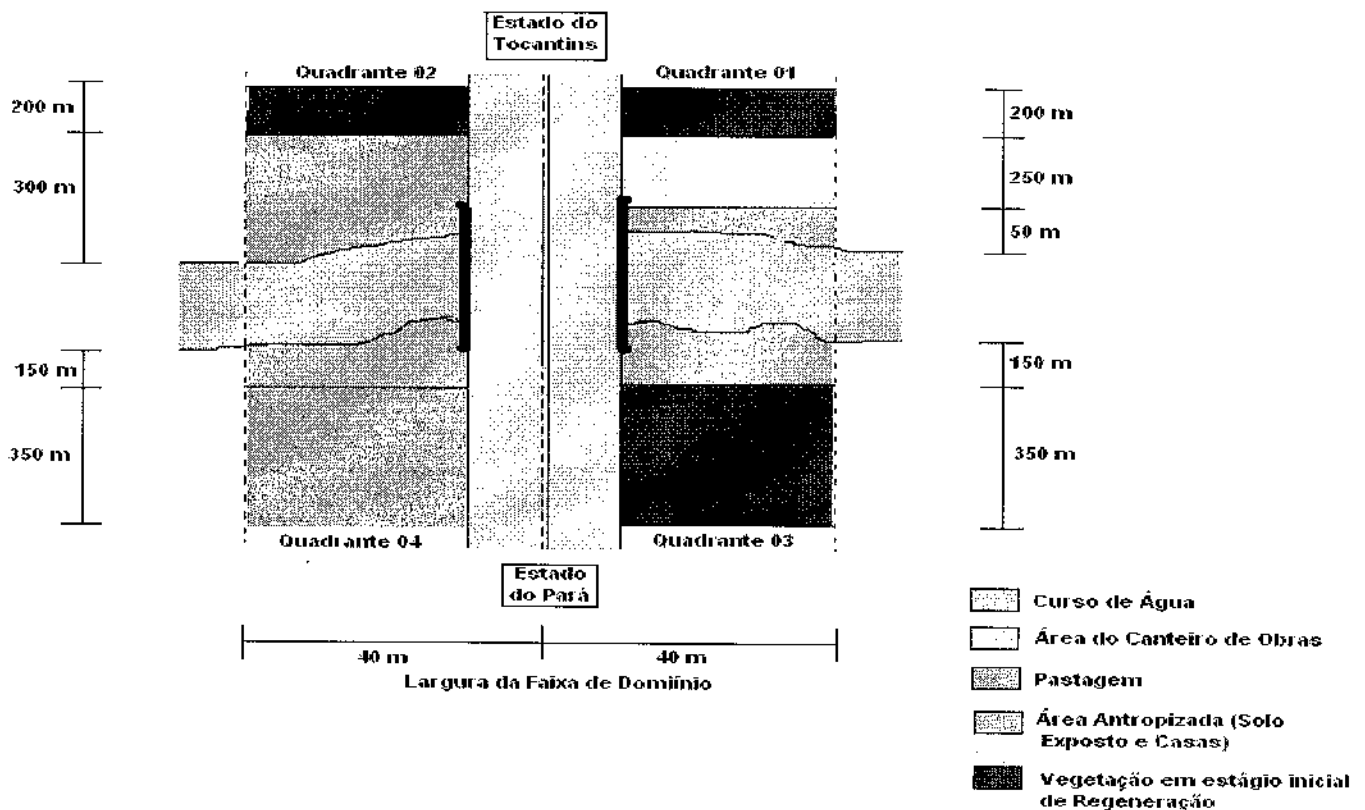 Estado do
Tocantins
Quadrante 02
Quadrante 01
200 m
200 m
300 m
250 m
50 m
150 m
150 m
350 m
350 m
Quadrante 04
Quadrante 03
Estado
do Pará
40 m
40 m
Largura da Faixa de Domiínio
Curso de Água
Área do Canteiro de Obras
Pastagem
Área Antropizada (Solo
Exposto e Casas)
Vegetação em estágio inicial
de Regeneração